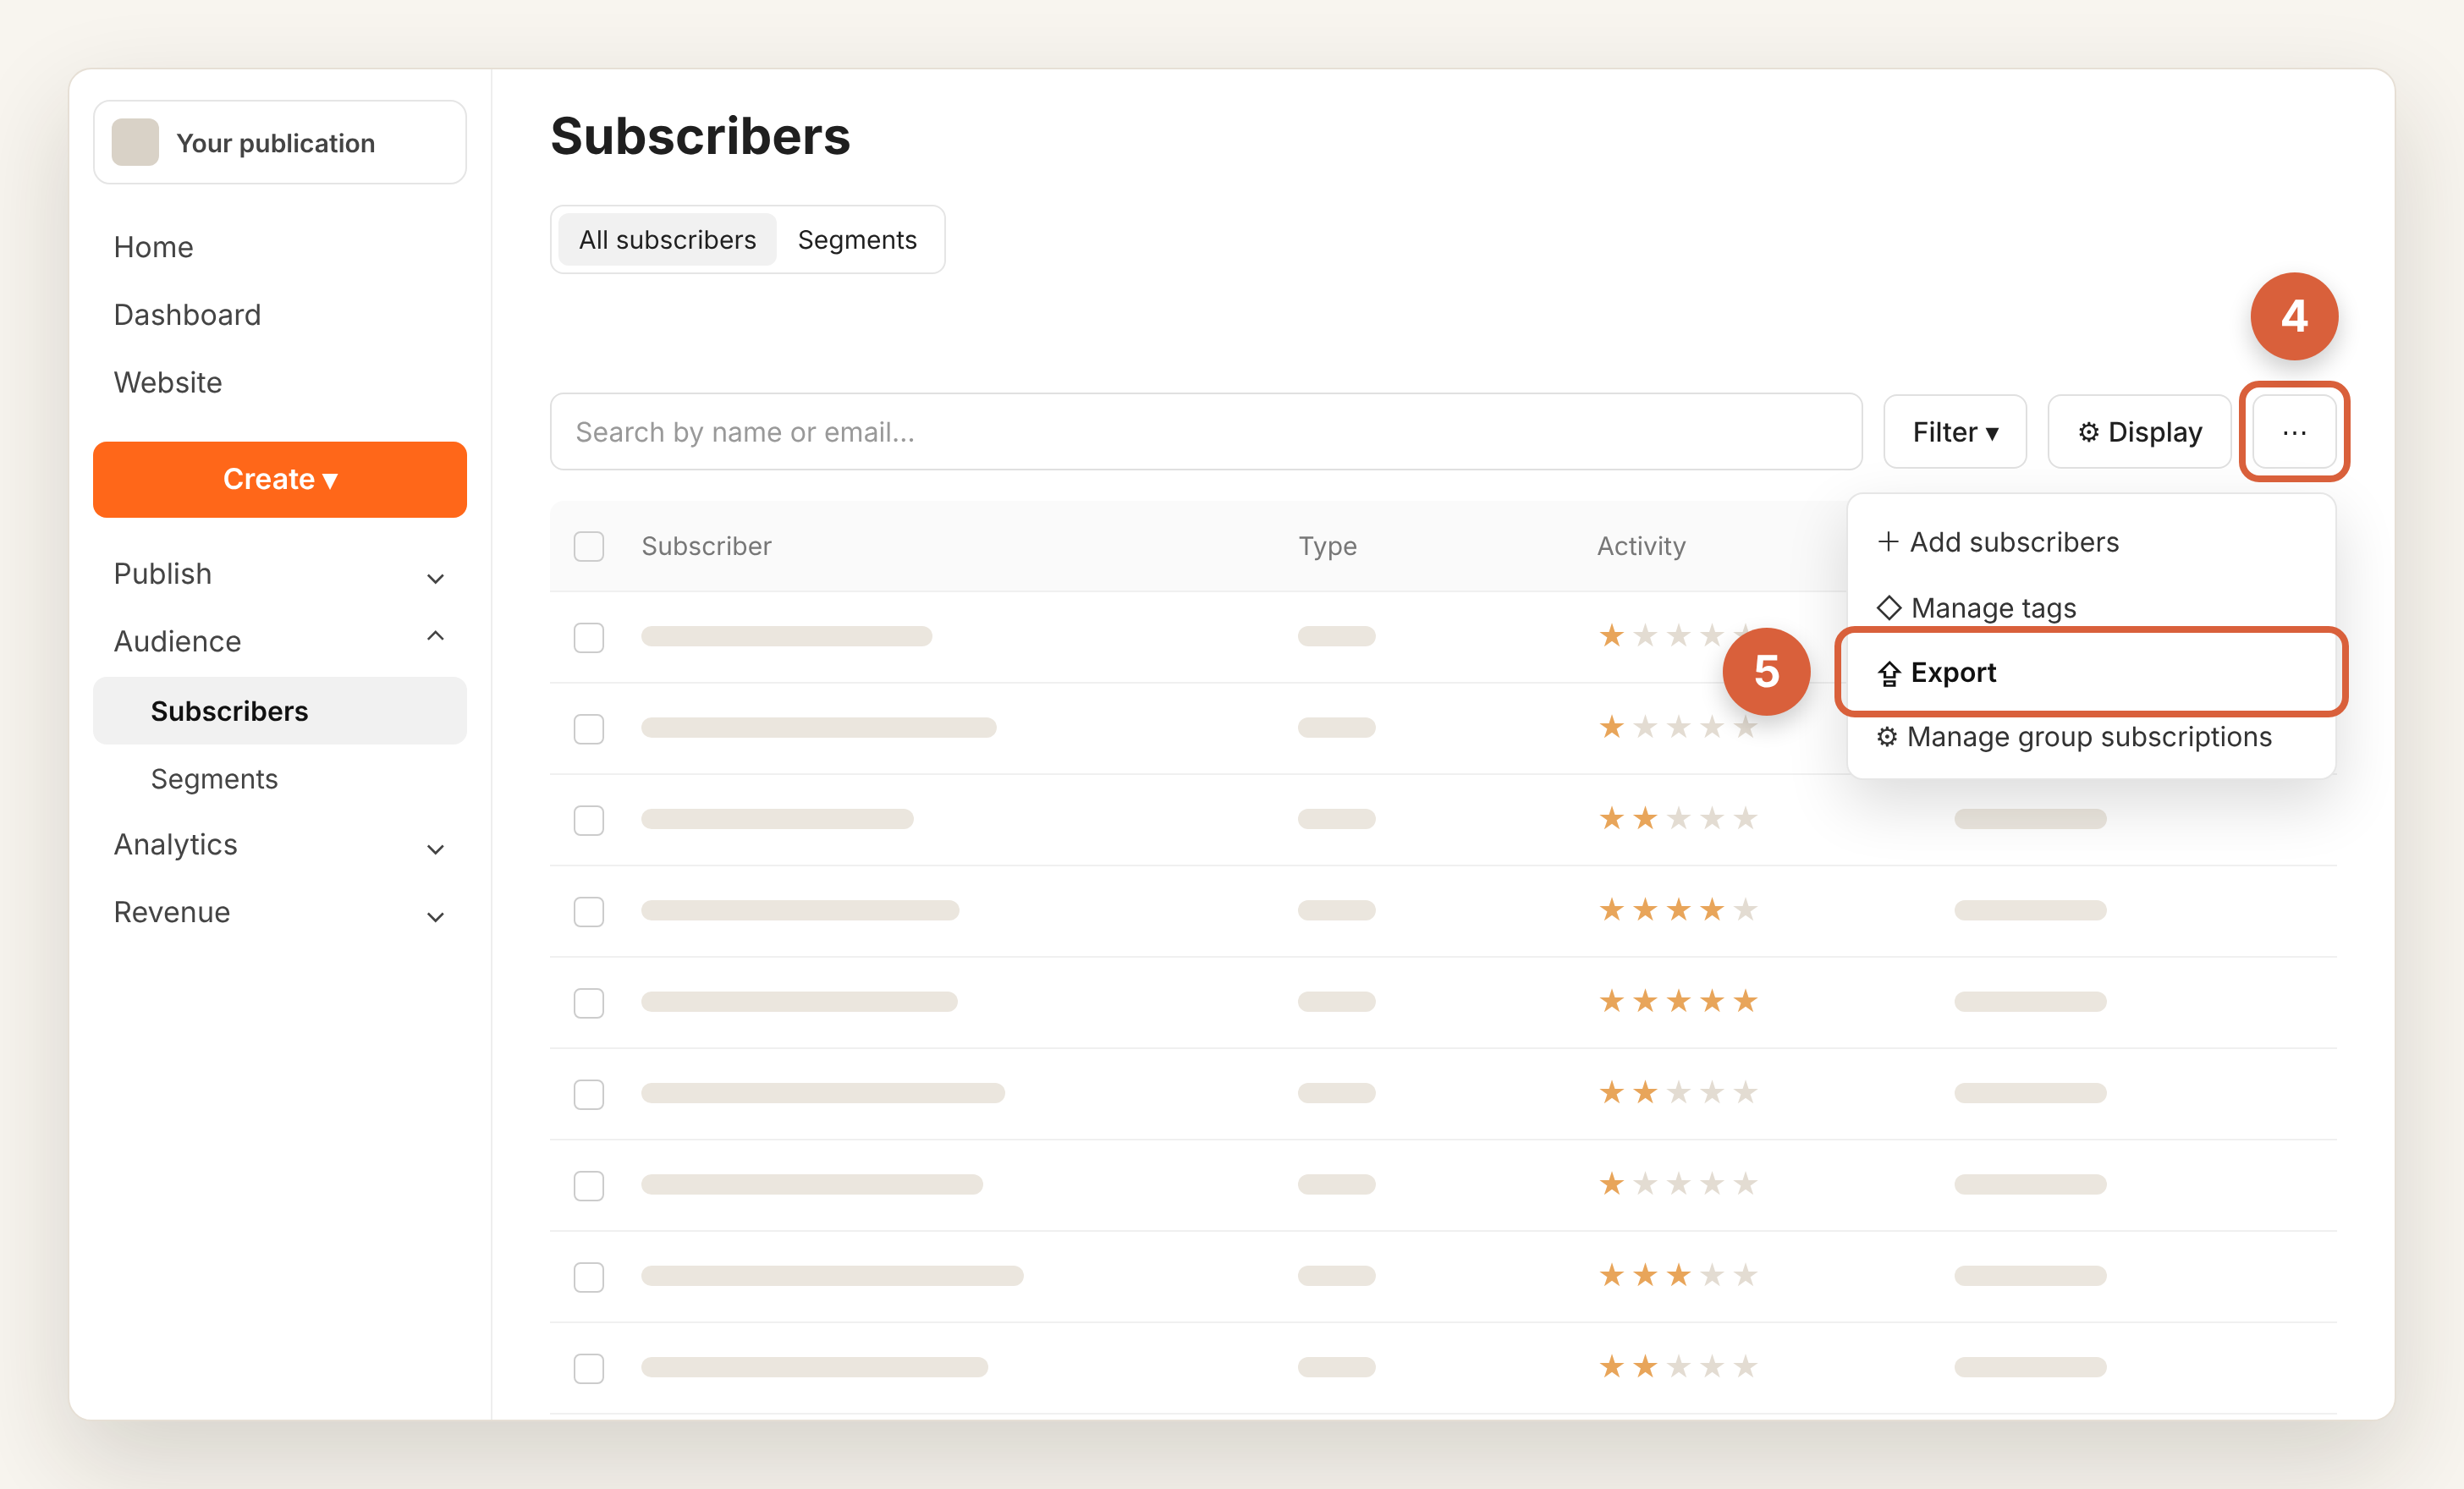 Your publication
Home
Dashboard
Website
Create ▾
Publish
Audience
Subscribers
Segments
Analytics
Revenue
Subscribers
All subscribers Segments
4
Search by name or email... Filter ▾ ⚙ Display ...
Subscriber Type Activity
+ Add subscribers
◇ Manage tags
5
Export
⚙ Manage group subscriptions